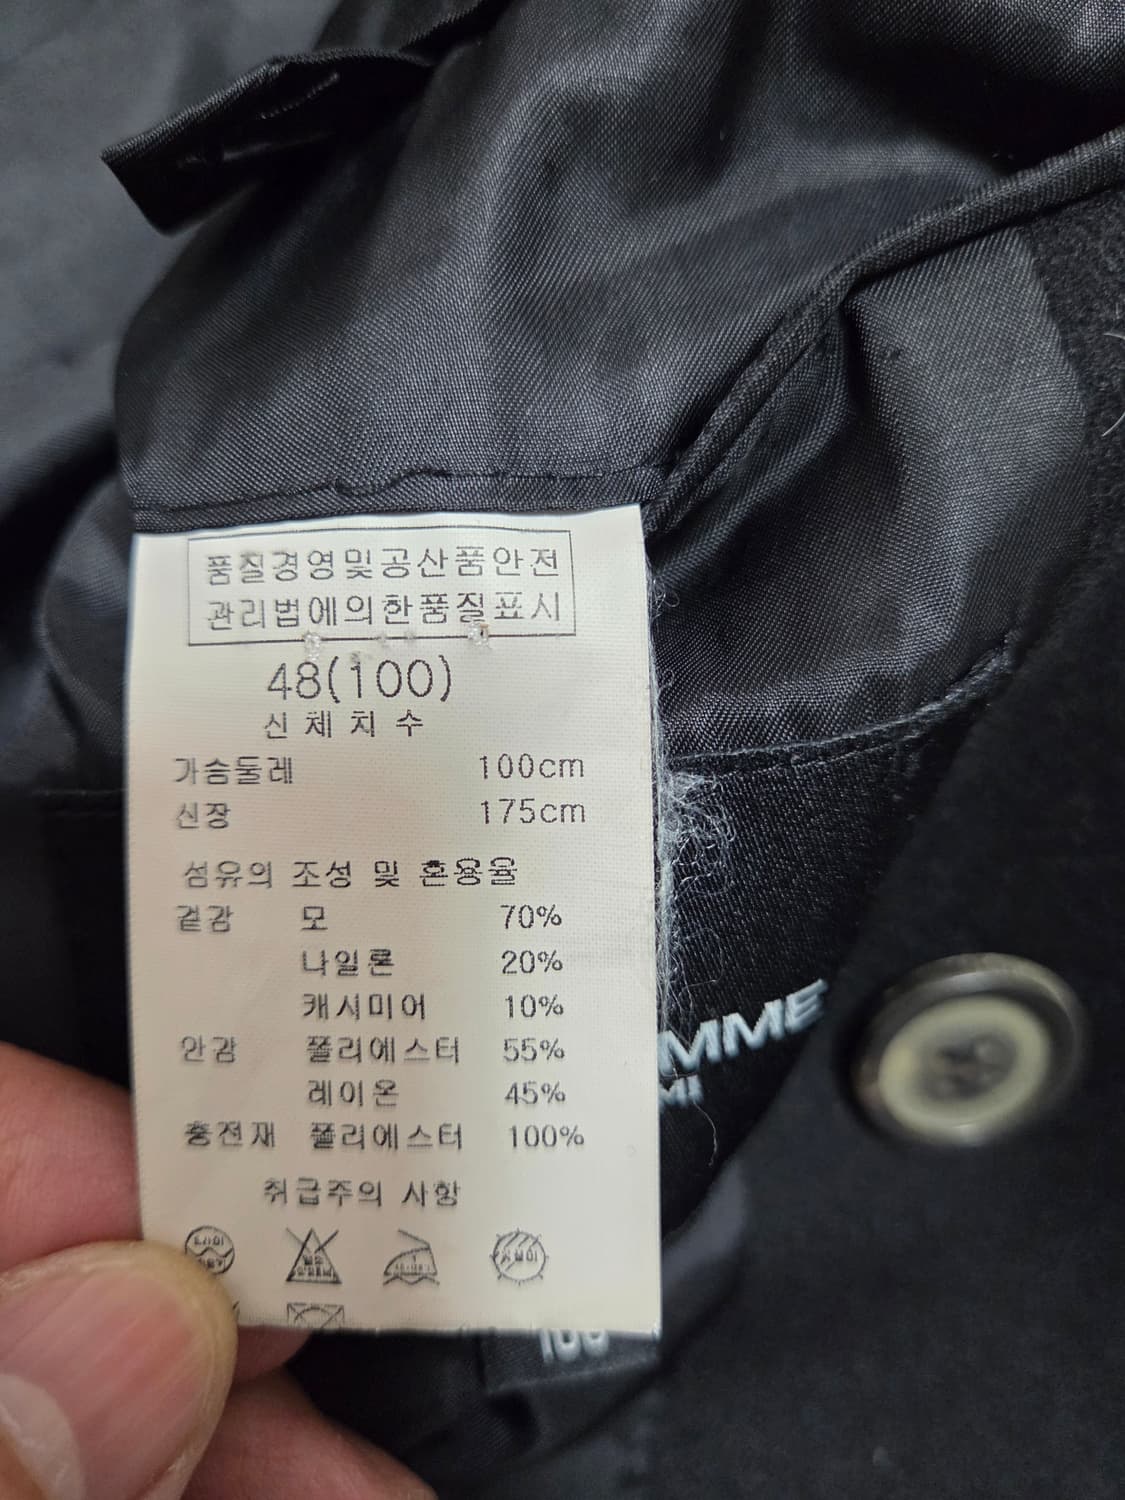 품질경영및공산품안전
관리법에의한품질표시
48(100)
신체치수
가슴둘레 100cm
신장 175cm
섬유의 조성 및 혼용율
겉감 모 70%
나일론 20%
캐시미어 10%
안감 폴리에스터 55%
레이온 45%
충전재 폴리에스터 100%
취급주의 사항
MME
MI
100